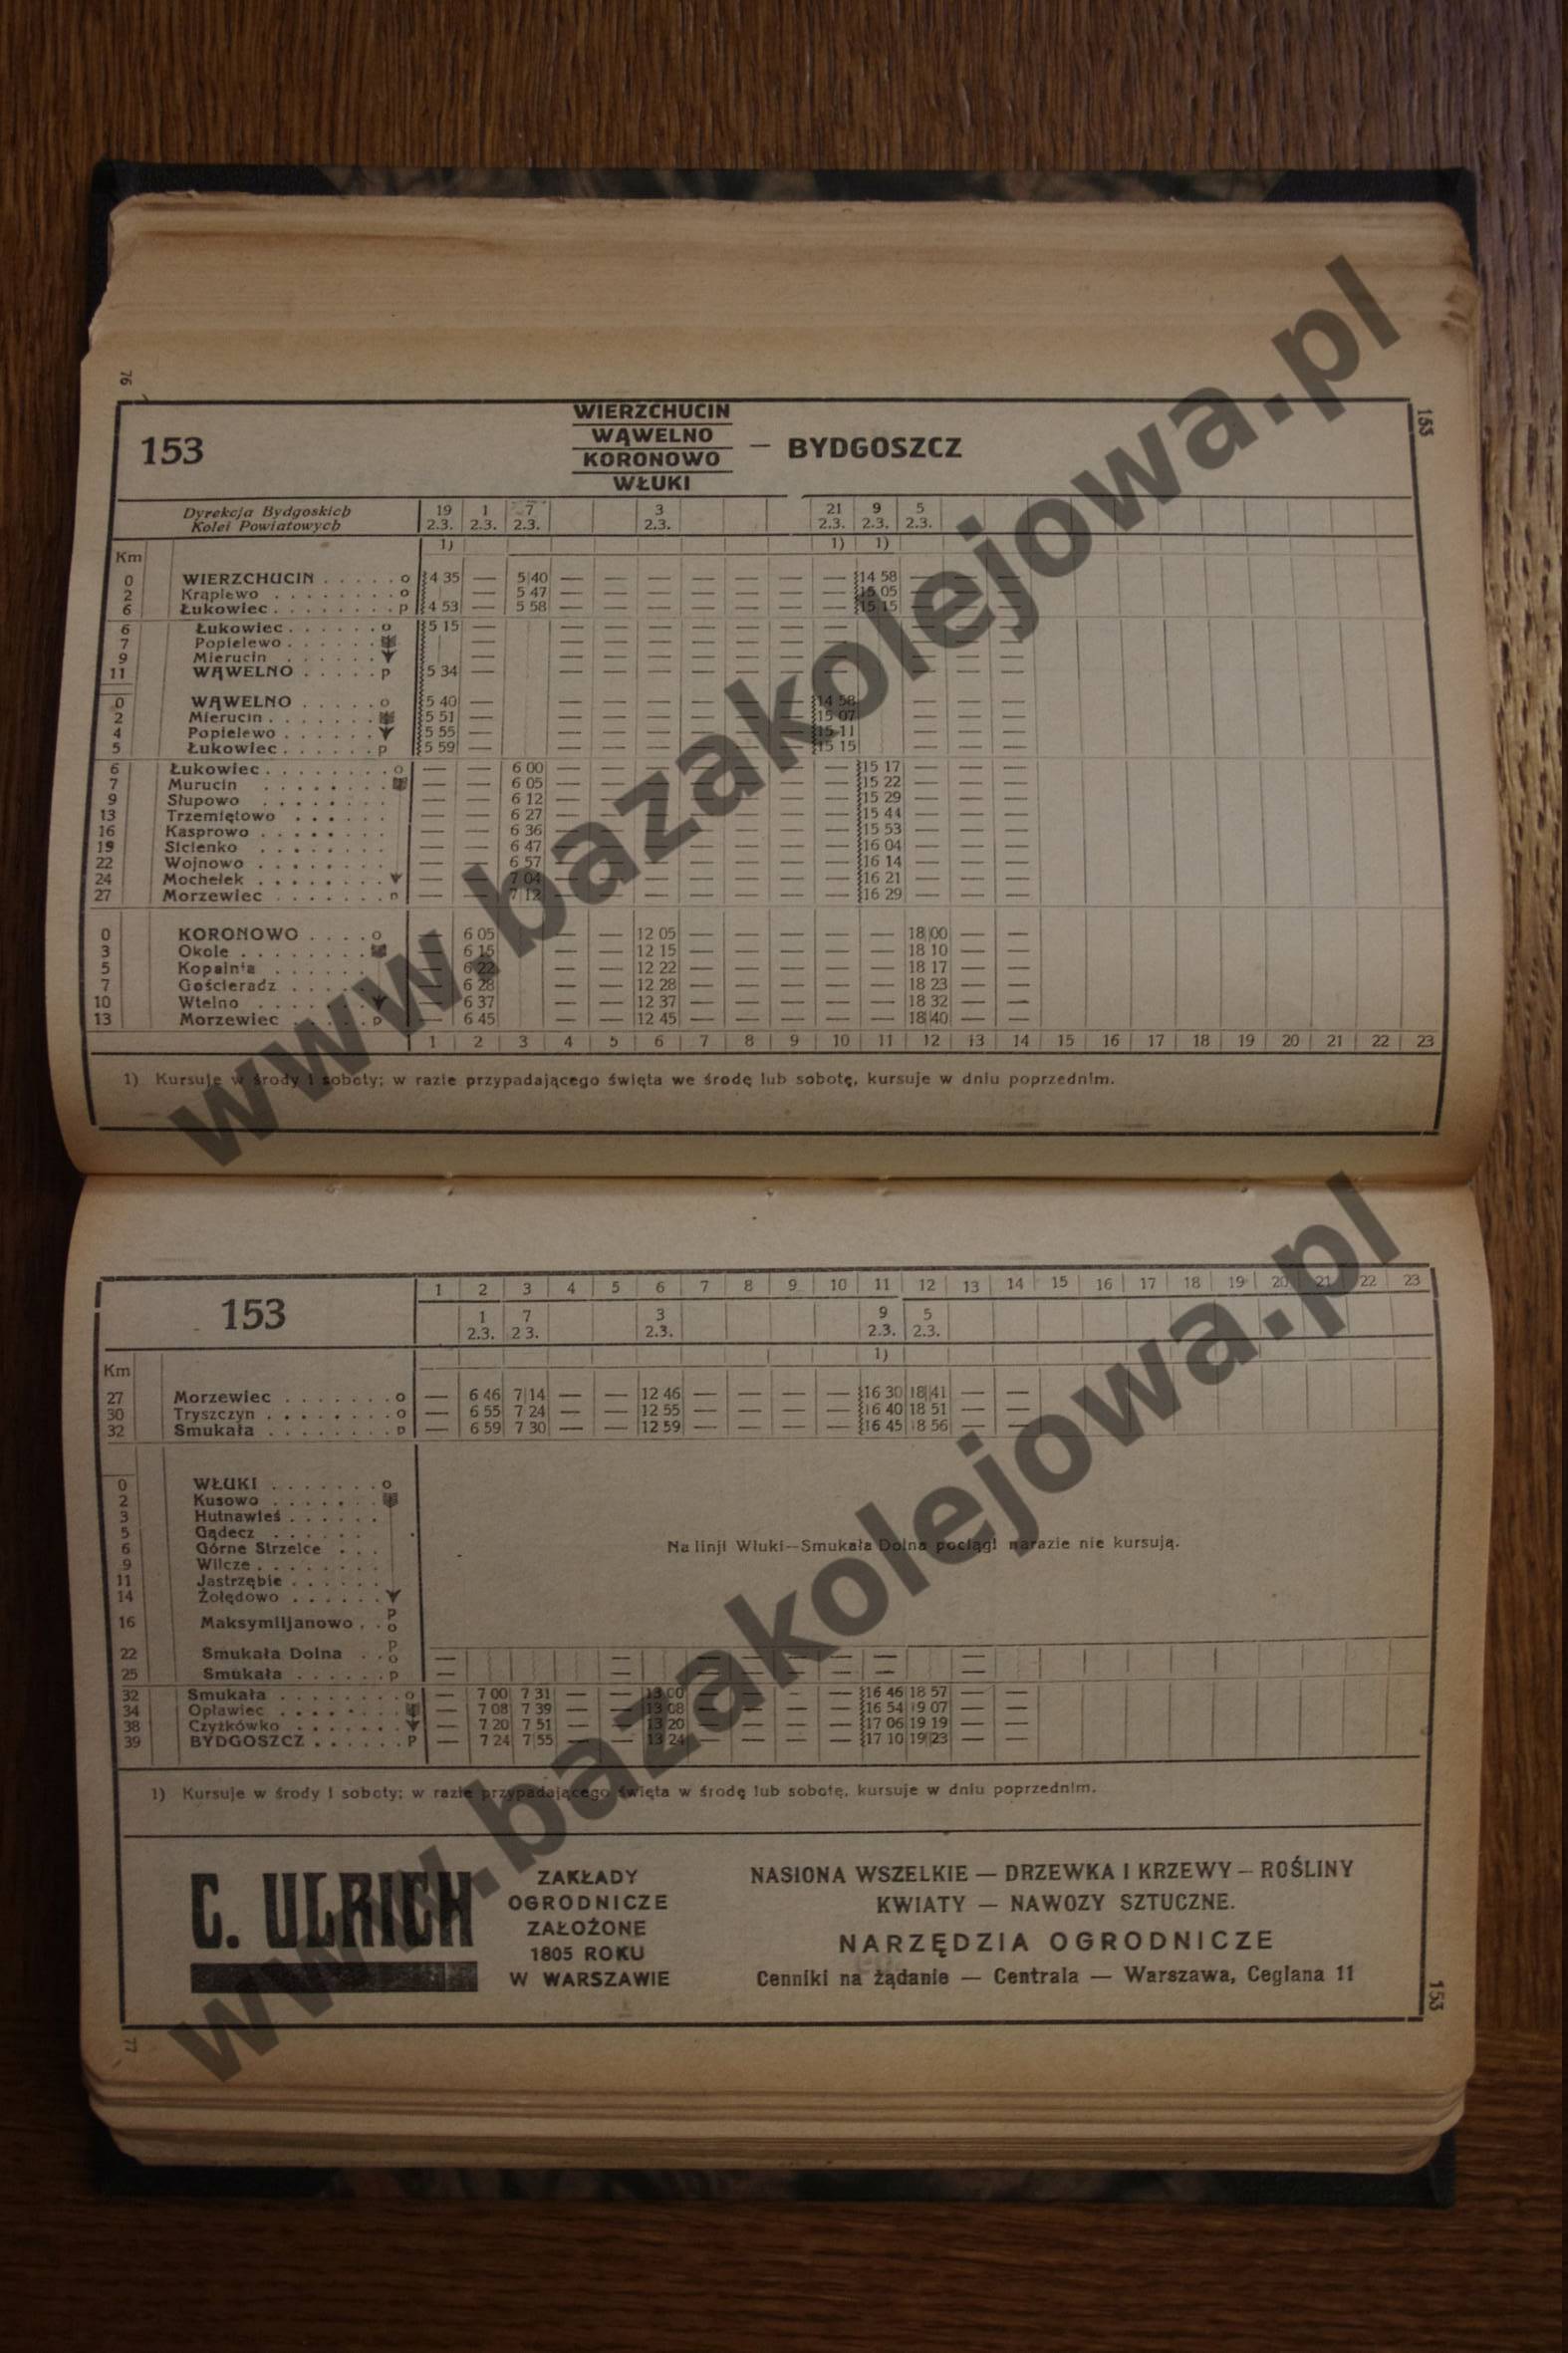 76
153
WIERZCHUCIN
WĄWELNO
KORONOWO
WŁUKI
— BYDGOSZCZ
153
Dyrekcja Bydgoskich
Kolei Powiatowych
19 1 7 3 21 9 5
2.3. 2.3. 2.3. 2.3. 2.3. 2.3. 2.3.
Km 1) 1) 1)
0 WIERZCHUCIN . . . . . o 4 35 — 5 40 — — — — — — — 14 58 — — —
2 Krąplewo . . . . . . . . o — 5 47 — — — — — — — 15 05 — — —
6 Łukowiec . . . . . . . . p 4 53 — 5 58 — — — — — — — 15 15 — — —
6 Łukowiec . . . . . . o 5 15 — — — — — — — — — — — —
7 Popielewo . . . . . . — — — — — — — — — — — —
9 Mierucin . . . . . . — — — — — — — — — — — —
11 WĄWELNO . . . . . p 5 34 — — — — — — — — — — — —
0 WĄWELNO . . . . . o 5 40 — — — — — — — 14 58 — — —
2 Mierucin . . . . . . . 5 51 — — — — — — — 15 07 — — —
4 Popielewo . . . . . . . 5 55 — — — — — — — 15 11 — — —
5 Łukowiec . . . . . . p 5 59 — — — — — — — 15 15 — — —
6 Łukowiec . . . . . . . . o — — 6 00 — — — — — — — 15 17 — — —
7 Murucin . . . . . . . . — — 6 05 — — — — — — — 15 22 — — —
9 Słupowo . . . . . . . . — — 6 12 — — — — — — — 15 29 — — —
13 Trzemiętowo . . . . . . — — 6 27 — — — — — — — 15 44 — — —
16 Kasprowo . . . . . . . . — — 6 36 — — — — — — — 15 53 — — —
19 Sicienko . . . . . . . . — — 6 47 — — — — — — — 16 04 — — —
22 Wojnowo . . . . . . . . — — 6 57 — — — — — — — 16 14 — — —
24 Mochełek . . . . . . . . — — 7 04 — — — — — — — 16 21 — — —
27 Morzewiec . . . . . . . p — — 7 12 — — — — — — — 16 29 — — —
0 KORONOWO . . . . o — 6 05 — — 12 05 — — — — — 18 00 — —
3 Okole . . . . . . . . — 6 15 — — 12 15 — — — — — 18 10 — —
5 Kopalnia . . . . . . — 6 22 — — 12 22 — — — — — 18 17 — —
7 Gościeradz . . . . . — 6 28 — — 12 28 — — — — — 18 23 — —
10 Wtelno . . . . . . . — 6 37 — — 12 37 — — — — — 18 32 — —
13 Morzewiec . . . . . p — 6 45 — — 12 45 — — — — — 18 40 — —
1 2 3 4 5 6 7 8 9 10 11 12 13 14 15 16 17 18 19 20 21 22 23
1) Kursuje w środy i soboty; w razie przypadającego święta we środę lub sobotę, kursuje w dniu poprzednim.
www.bazakolejowa.pl
153
1 2 3 4 5 6 7 8 9 10 11 12 13 14 15 16 17 18 19 20 21 22 23
1 7 3 9 5
2.3. 2 3. 2.3. 2.3. 2.3.
Km 1)
27 Morzewiec . . . . . . . o — 6 46 7 14 — — 12 46 — — — — 16 30 18 41 — —
30 Tryszczyn . . . . . . . . o — 6 55 7 24 — — 12 55 — — — — 16 40 18 51 — —
32 Smukała . . . . . . . . p — 6 59 7 30 — — 12 59 — — — — 16 45 18 56 — —
0 WŁUKI . . . . . . . o
2 Kusowo . . . . . . .
3 Hutnawieś . . . . . .
5 Gądecz . . . . . .
6 Górne Strzelce . . .
9 Wilcze . . . . . . . .
11 Jastrzębie . . . . . .
14 Żołędowo . . . . . .
16 Maksymiljanowo . . p o
Na linji Włuki—Smukała Dolna pociągi narazie nie kursują.
22 Smukała Dolna . . p o
25 Smukała . . . . . . p
32 Smukała . . . . . . . . o — 7 00 7 31 — — 13 00 — — — — 16 46 18 57 — —
34 Opławiec . . . . . . . . — 7 08 7 39 — — 13 08 — — — — 16 54 19 07 — —
38 Czyżkówko . . . . . . . — 7 20 7 51 — — 13 20 — — — — 17 06 19 19 — —
39 BYDGOSZCZ . . . . . . p — 7 24 7 55 — — 13 24 — — — — 17 10 19 23 — —
1) Kursuje w środy i soboty; w razie przypadającego święta w środę lub sobotę, kursuje w dniu poprzednim.
C. ULRICH
ZAKŁADY
OGRODNICZE
ZAŁOŻONE
1805 ROKU
W WARSZAWIE
NASIONA WSZELKIE — DRZEWKA I KRZEWY — ROŚLINY
KWIATY — NAWOZY SZTUCZNE.
NARZĘDZIA OGRODNICZE
Cenniki na żądanie — Centrala — Warszawa, Ceglana 11
153
77
www.bazakolejowa.pl